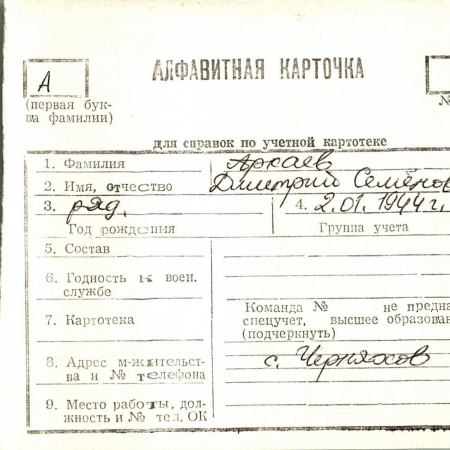 АЛФАВИТНАЯ КАРТОЧКА
А
(первая бук-
ва фамилии)
№
для справок по учетной картотеке
1. Фамилия Аркаев
2. Имя, отчество Дмитрий Семёнов
3. ряд. 4. 2.01.1944 г.
Год рождения Группа учета
5. Состав
6. Годность к воен.
службе
7. Картотека
Команда № не предна
спецучет, высшее образован
(подчеркнуть)
8. Адрес м-жительст-
ва и № телефона
с. Черняхов
9. Место работы, дол-
жность и № тел. ОК